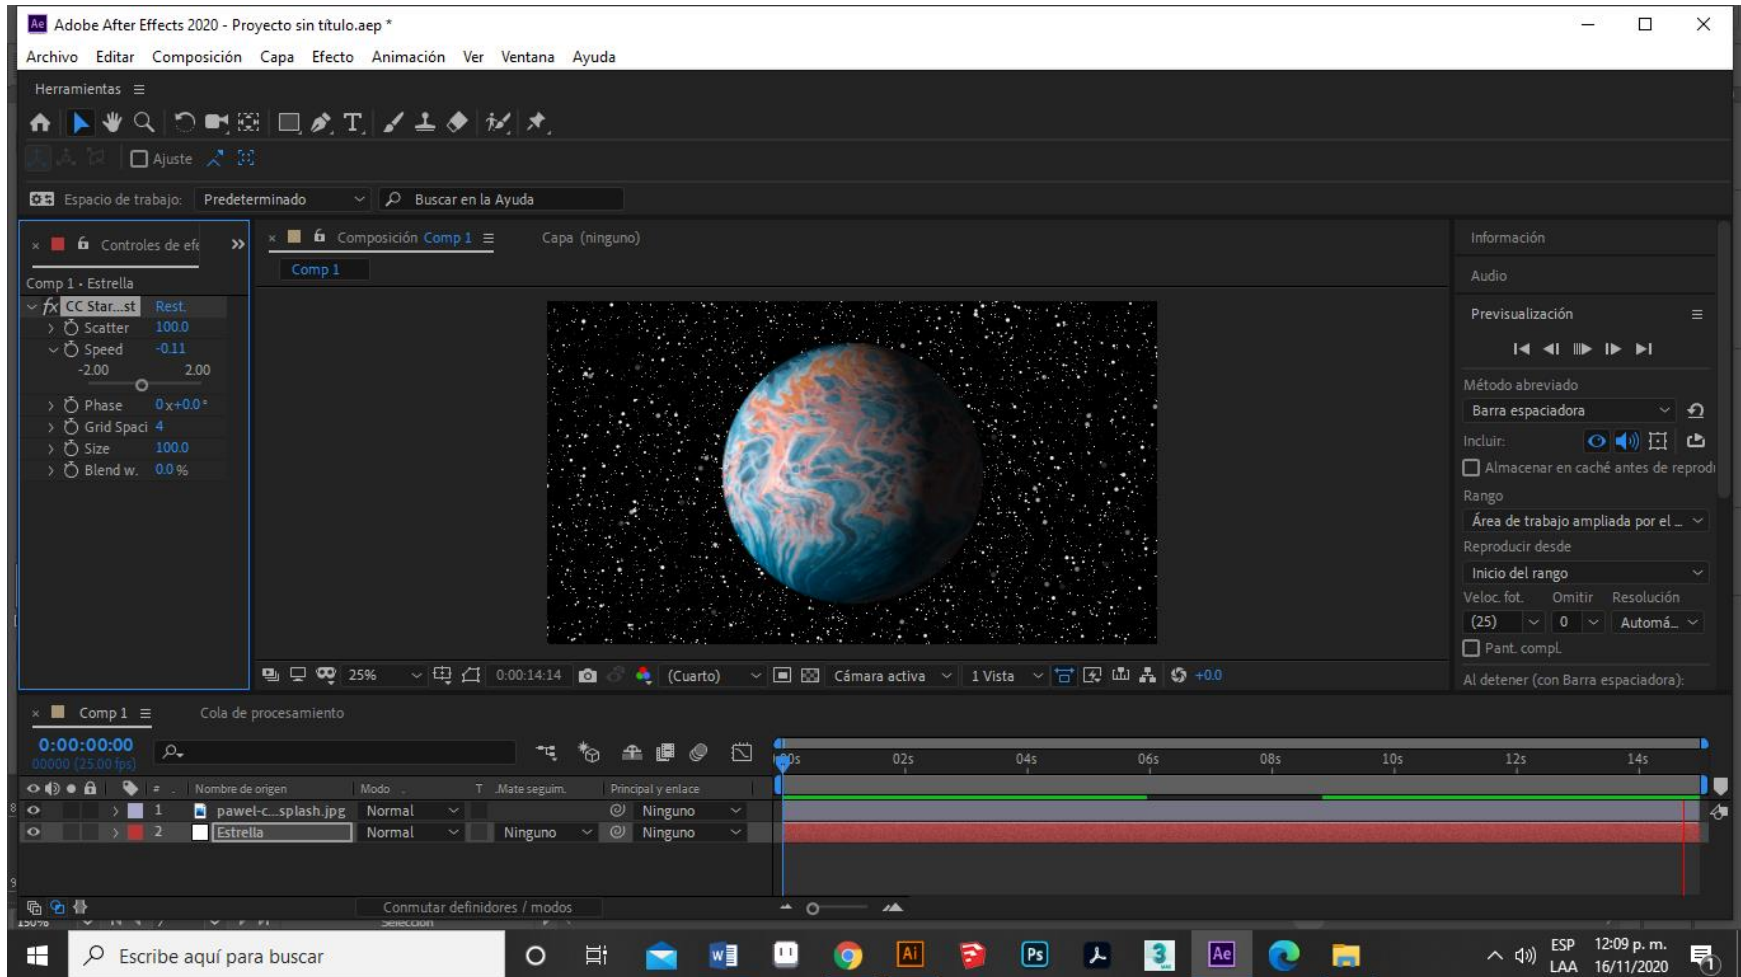 Ae Adobe After Effects 2020 - Proyecto sin título.aep *
Archivo Editar Composición Capa Efecto Animación Ver Ventana Ayuda
Herramientas
T
Ajuste
Espacio de trabajo: Predeterminado Buscar en la Ayuda
Controles de efe
Composición Comp 1
Capa (ninguno)
Información
Comp 1
Comp 1 • Estrella
Audio
fx CC Star...st Rest.
Scatter 100.0
Speed -0.11
-2.00 2.00
Phase 0x+0.0°
Grid Spaci 4
Size 100.0
Blend w. 0.0 %
Previsualización
Método abreviado
Barra espaciadora
Incluir:
Almacenar en caché antes de reprodu
Rango
Área de trabajo ampliada por el ...
Reproducir desde
Inicio del rango
Veloc. fot. Omitir Resolución
(25) 0 Automá...
Pant. compl.
Al detener (con Barra espaciadora):
25% 0:00:14:14 (Cuarto) Cámara activa 1 Vista +0.0
Comp 1 Cola de procesamiento
0:00:00:00
00000 (25.00 fps)
02s 04s 06s 08s 10s 12s 14s
# Nombre de origen Modo T .Mate seguim. Principal y enlace
1 pawel-c...splash.jpg Normal Ninguno
2 Estrella Normal Ninguno Ninguno
Conmutar definidores / modos
150% Selección
Escribe aquí para buscar
Ai Ps 3 Ae
ESP 12:09 p. m.
LAA 16/11/2020
1